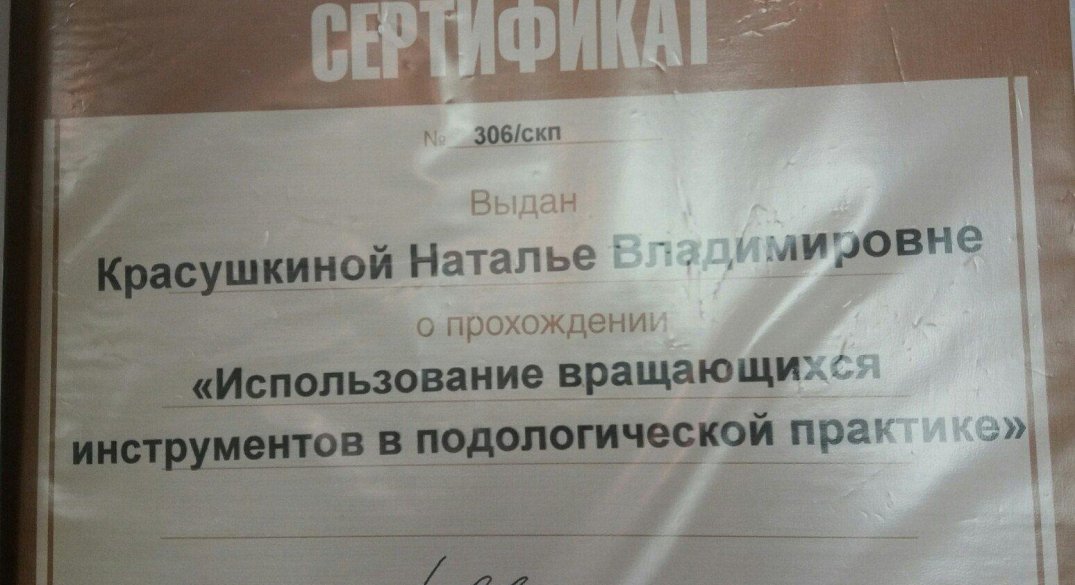 СЕРТИФИКАТ
№ 306/скп
Выдан
Красушкиной Наталье Владимировне
о прохождении
«Использование вращающихся
инструментов в подологической практике»